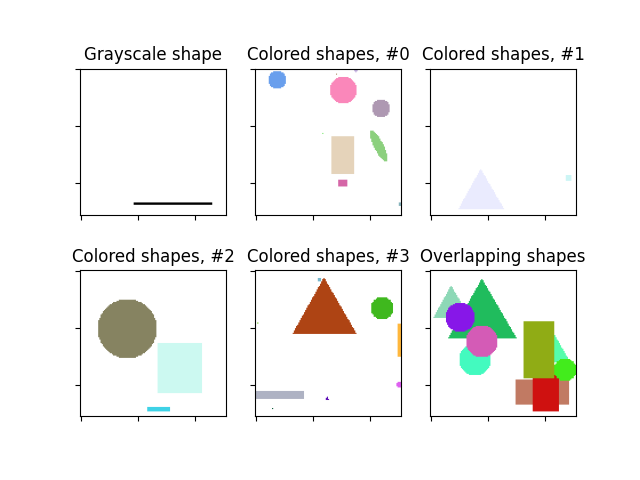 Grayscale shape
Colored shapes, #0
Colored shapes, #1
Colored shapes, #2
Colored shapes, #3
Overlapping shapes